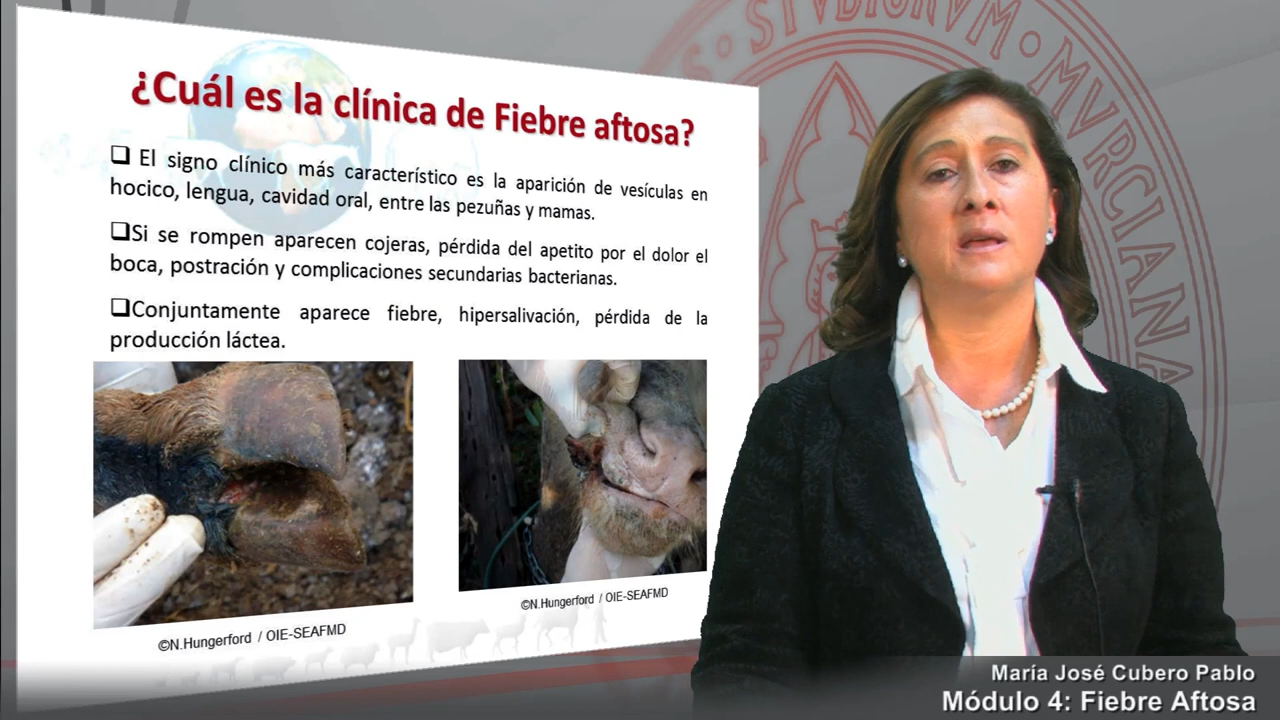 ¿Cuál es la clínica de Fiebre aftosa?
El signo clínico más característico es la aparición de vesículas en
hocico, lengua, cavidad oral, entre las pezuñas y mamas.
Si se rompen aparecen cojeras, pérdida del apetito por el dolor el
boca, postración y complicaciones secundarias bacterianas.
Conjuntamente aparece fiebre, hipersalivación, pérdida de la
producción láctea.
©N.Hungerford / OIE-SEAFMD
©N.Hungerford / OIE-SEAFMD
STVDIORVM
MVRCIANA
María José Cubero Pablo
Módulo 4: Fiebre Aftosa